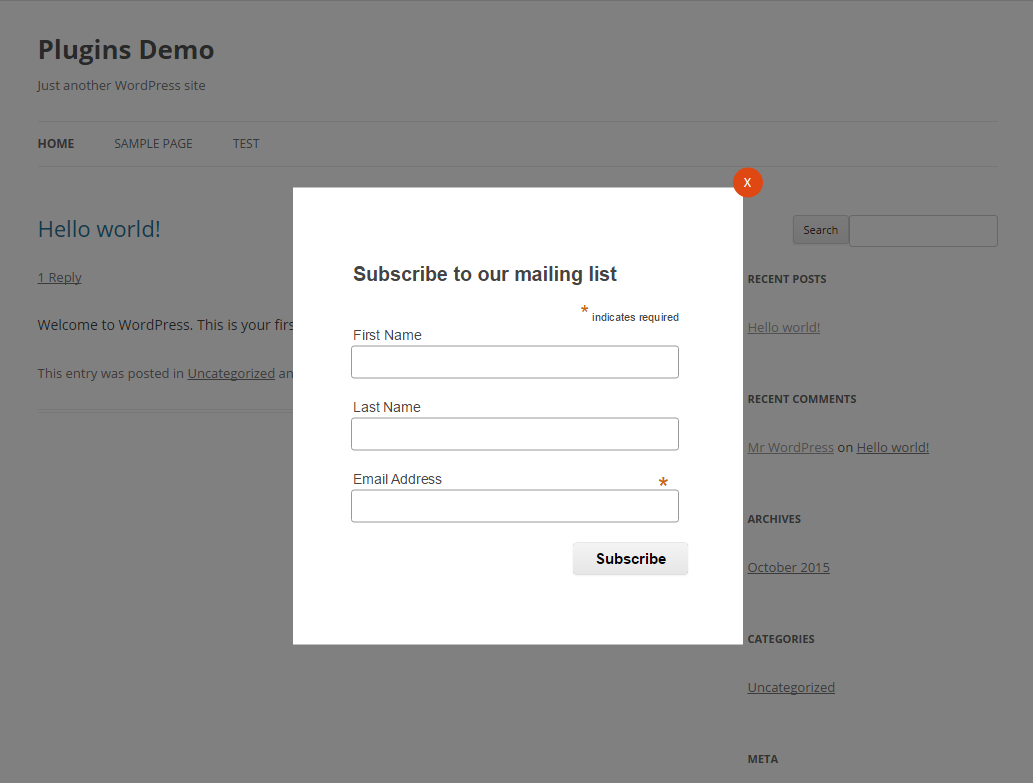 Plugins Demo
Just another WordPress site
HOME SAMPLE PAGE TEST
X
Hello world!
1 Reply
Welcome to WordPress. This is your firs
This entry was posted in Uncategorized an
Subscribe to our mailing list
* indicates required
First Name
Last Name
Email Address *
Subscribe
Search
RECENT POSTS
Hello world!
RECENT COMMENTS
Mr WordPress on Hello world!
ARCHIVES
October 2015
CATEGORIES
Uncategorized
META